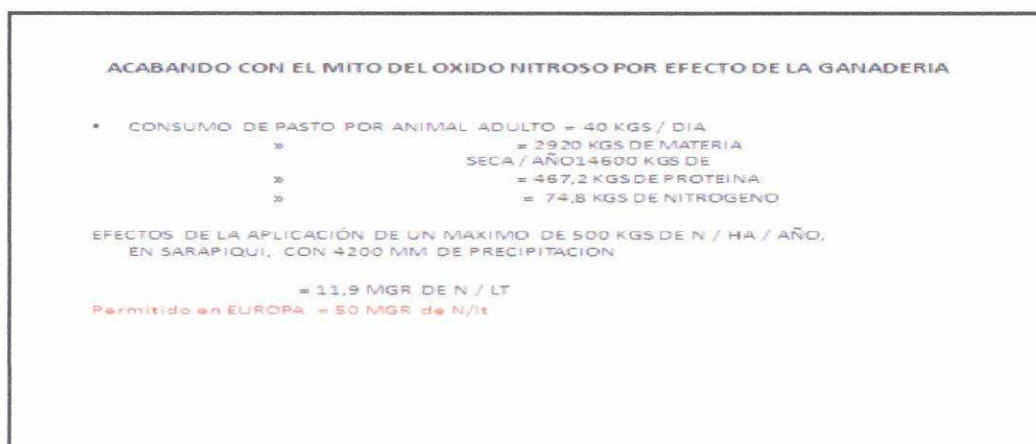 ACABANDO CON EL MITO DEL OXIDO NITROSO POR EFECTO DE LA GANADERIA
• CONSUMO DE PASTO POR ANIMAL ADULTO = 40 KGS / DIA
» = 2920 KGS DE MATERIA
SECA / AÑO14600 KGS DE
» = 467,2 KGS DE PROTEINA
» = 74,8 KGS DE NITROGENO
EFECTOS DE LA APLICACIÓN DE UN MAXIMO DE 500 KGS DE N / HA / AÑO,
EN SARAPIQUI, CON 4200 MM DE PRECIPITACION
= 11,9 MGR DE N / LT
Permitido en EUROPA = 50 MGR de N/lt